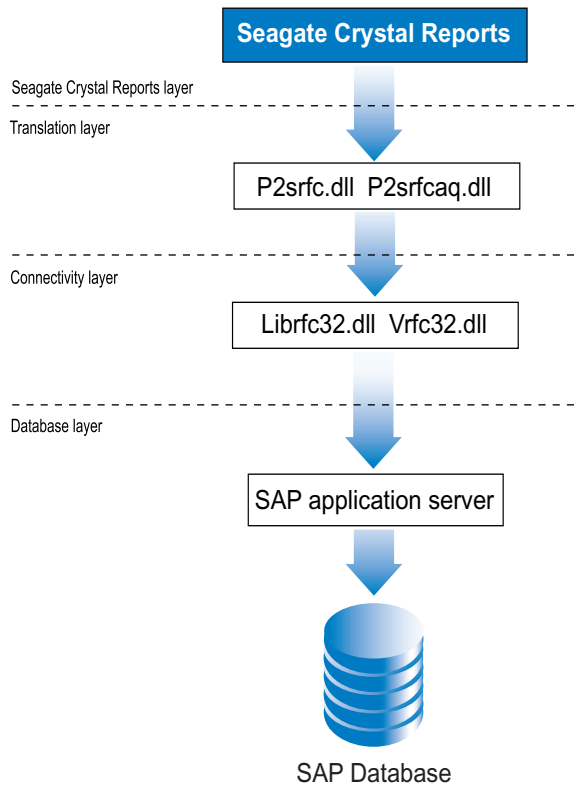 Seagate Crystal Reports
Seagate Crystal Reports layer
Translation layer
P2srfc.dll P2srfcaq.dll
Connectivity layer
Librfc32.dll Vrfc32.dll
Database layer
SAP application server
SAP Database